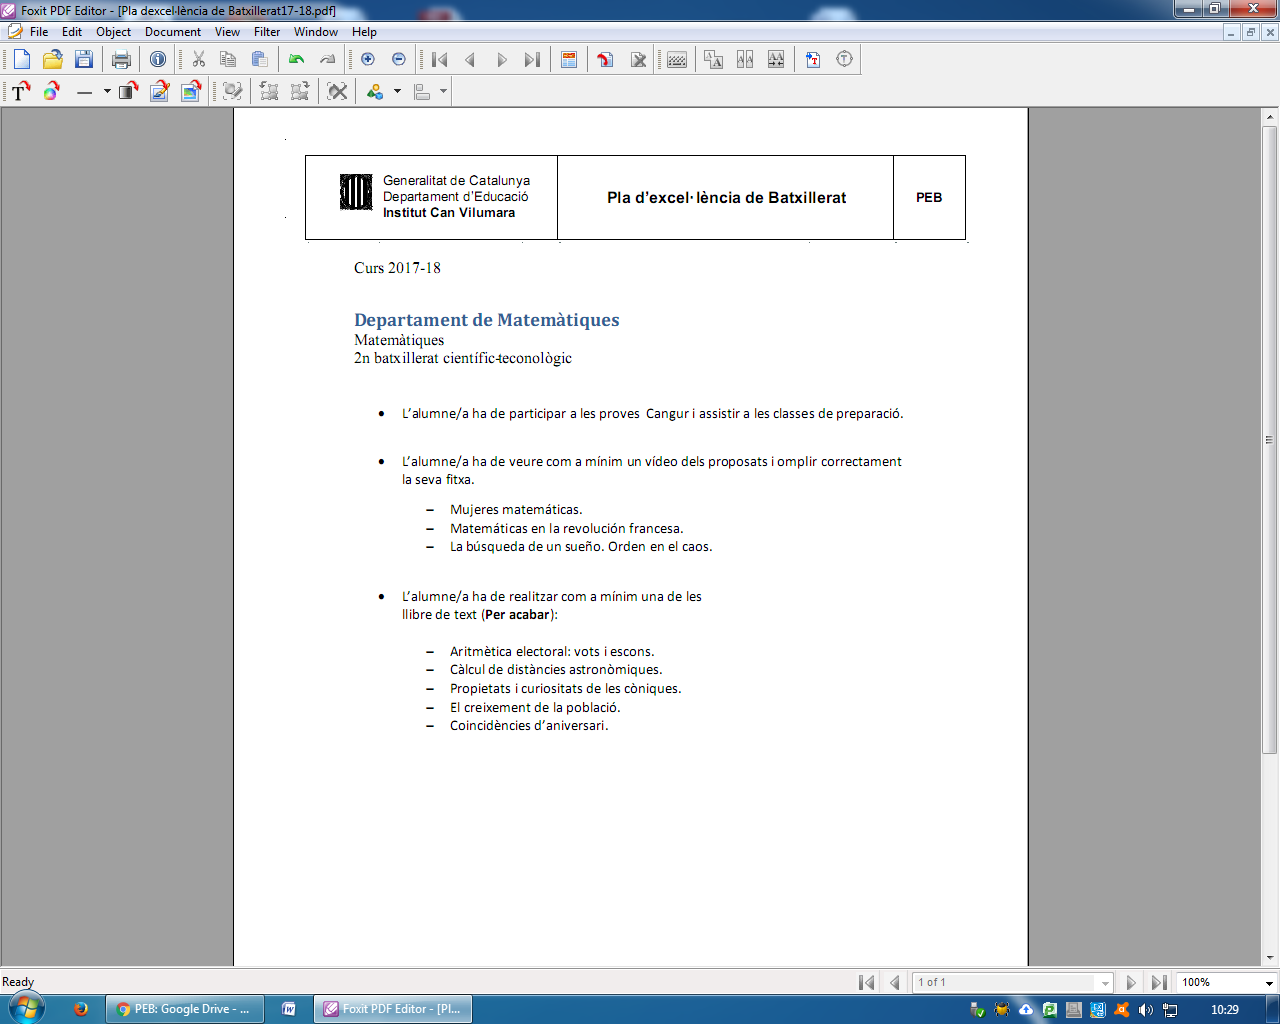 Foxit PDF Editor - [Pla dexcel·lència de Batxillerat17-18.pdf]
File Edit Object Document View Filter Window Help
Generalitat de Catalunya
Departament d'Educació
Institut Can Vilumara
Pla d'excel·lència de Batxillerat
PEB
Curs 2017-18
Departament de Matemàtiques
Matemàtiques
2n batxillerat científic-teconològic
• L'alumne/a ha de participar a les proves Cangur i assistir a les classes de preparació.
• L'alumne/a ha de veure com a mínim un vídeo dels proposats i omplir correctament
la seva fitxa.
– Mujeres matemáticas.
– Matemáticas en la revolución francesa.
– La búsqueda de un sueño. Orden en el caos.
• L'alumne/a ha de realitzar com a mínim una de les
llibre de text (Per acabar):
– Aritmètica electoral: vots i escons.
– Càlcul de distàncies astronòmiques.
– Propietats i curiositats de les còniques.
– El creixement de la població.
– Coincidències d'aniversari.
Ready
1 of 1
100%
PEB: Google Drive - ...
Foxit PDF Editor - [Pl...
10:29